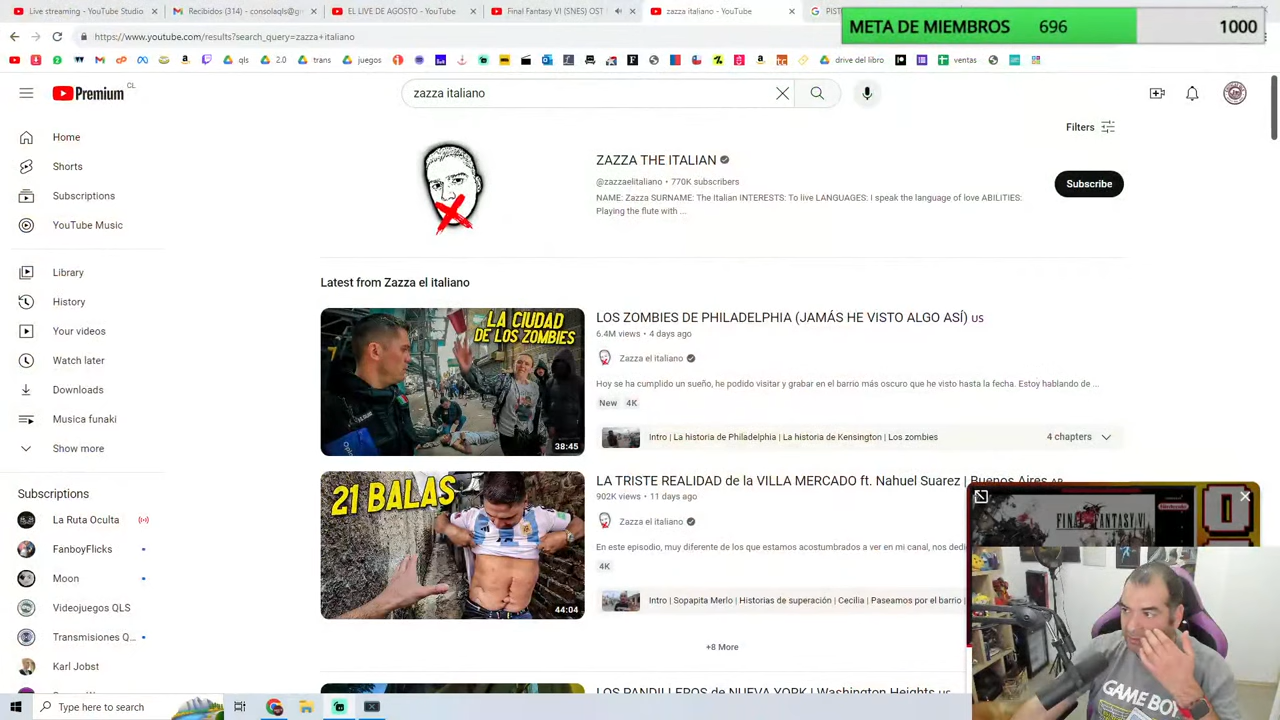 Live streaming - YouTube Studio
Recibidos (314) - consolaqls@g
EL LIVE DE AGOSTO - YouTube
Final Fantasy VI (SNES) OST
zazza italiano - YouTube
META DE MIEMBROS 696 1000
https://www.youtube.com/results?search_query=zazza+italiano
qls
2.0
trans
juegos
drive del libro
ventas
Premium CL
zazza italiano
Filters
Home
Shorts
Subscriptions
YouTube Music
Library
History
Your videos
Watch later
Downloads
Musica funaki
Show more
Subscriptions
La Ruta Oculta
FanboyFlicks
Moon
Videojuegos QLS
Transmisiones Q...
Karl Jobst
ZAZZA THE ITALIAN
@zazzaelitaliano • 770K subscribers
NAME: Zazza SURNAME: The Italian INTERESTS: To live LANGUAGES: I speak the language of love ABILITIES:
Playing the flute with ...
Subscribe
Latest from Zazza el italiano
LA CIUDAD
DE LOS ZOMBIES
38:45
LOS ZOMBIES DE PHILADELPHIA (JAMÁS HE VISTO ALGO ASÍ) US
6.4M views • 4 days ago
Zazza el italiano
Hoy se ha cumplido un sueño, he podido visitar y grabar en el barrio más oscuro que he visto hasta la fecha. Estoy hablando de ...
New 4K
Intro | La historia de Philadelphia | La historia de Kensington | Los zombies
4 chapters
21 BALAS
44:04
LA TRISTE REALIDAD de la VILLA MERCADO ft. Nahuel Suarez | Buenos Aires AR
902K views • 11 days ago
Zazza el italiano
En este episodio, muy diferente de los que estamos acostumbrados a ver en mi canal, nos dedi
4K
Intro | Sopapita Merlo | Historias de superación | Cecilia | Paseamos por el barrio |
+8 More
LOS PANDILLEROS de NUEVA YORK | Washington Heights US
FINAL FANTASY VI
Nintendo
GAME BOY
Type here to search